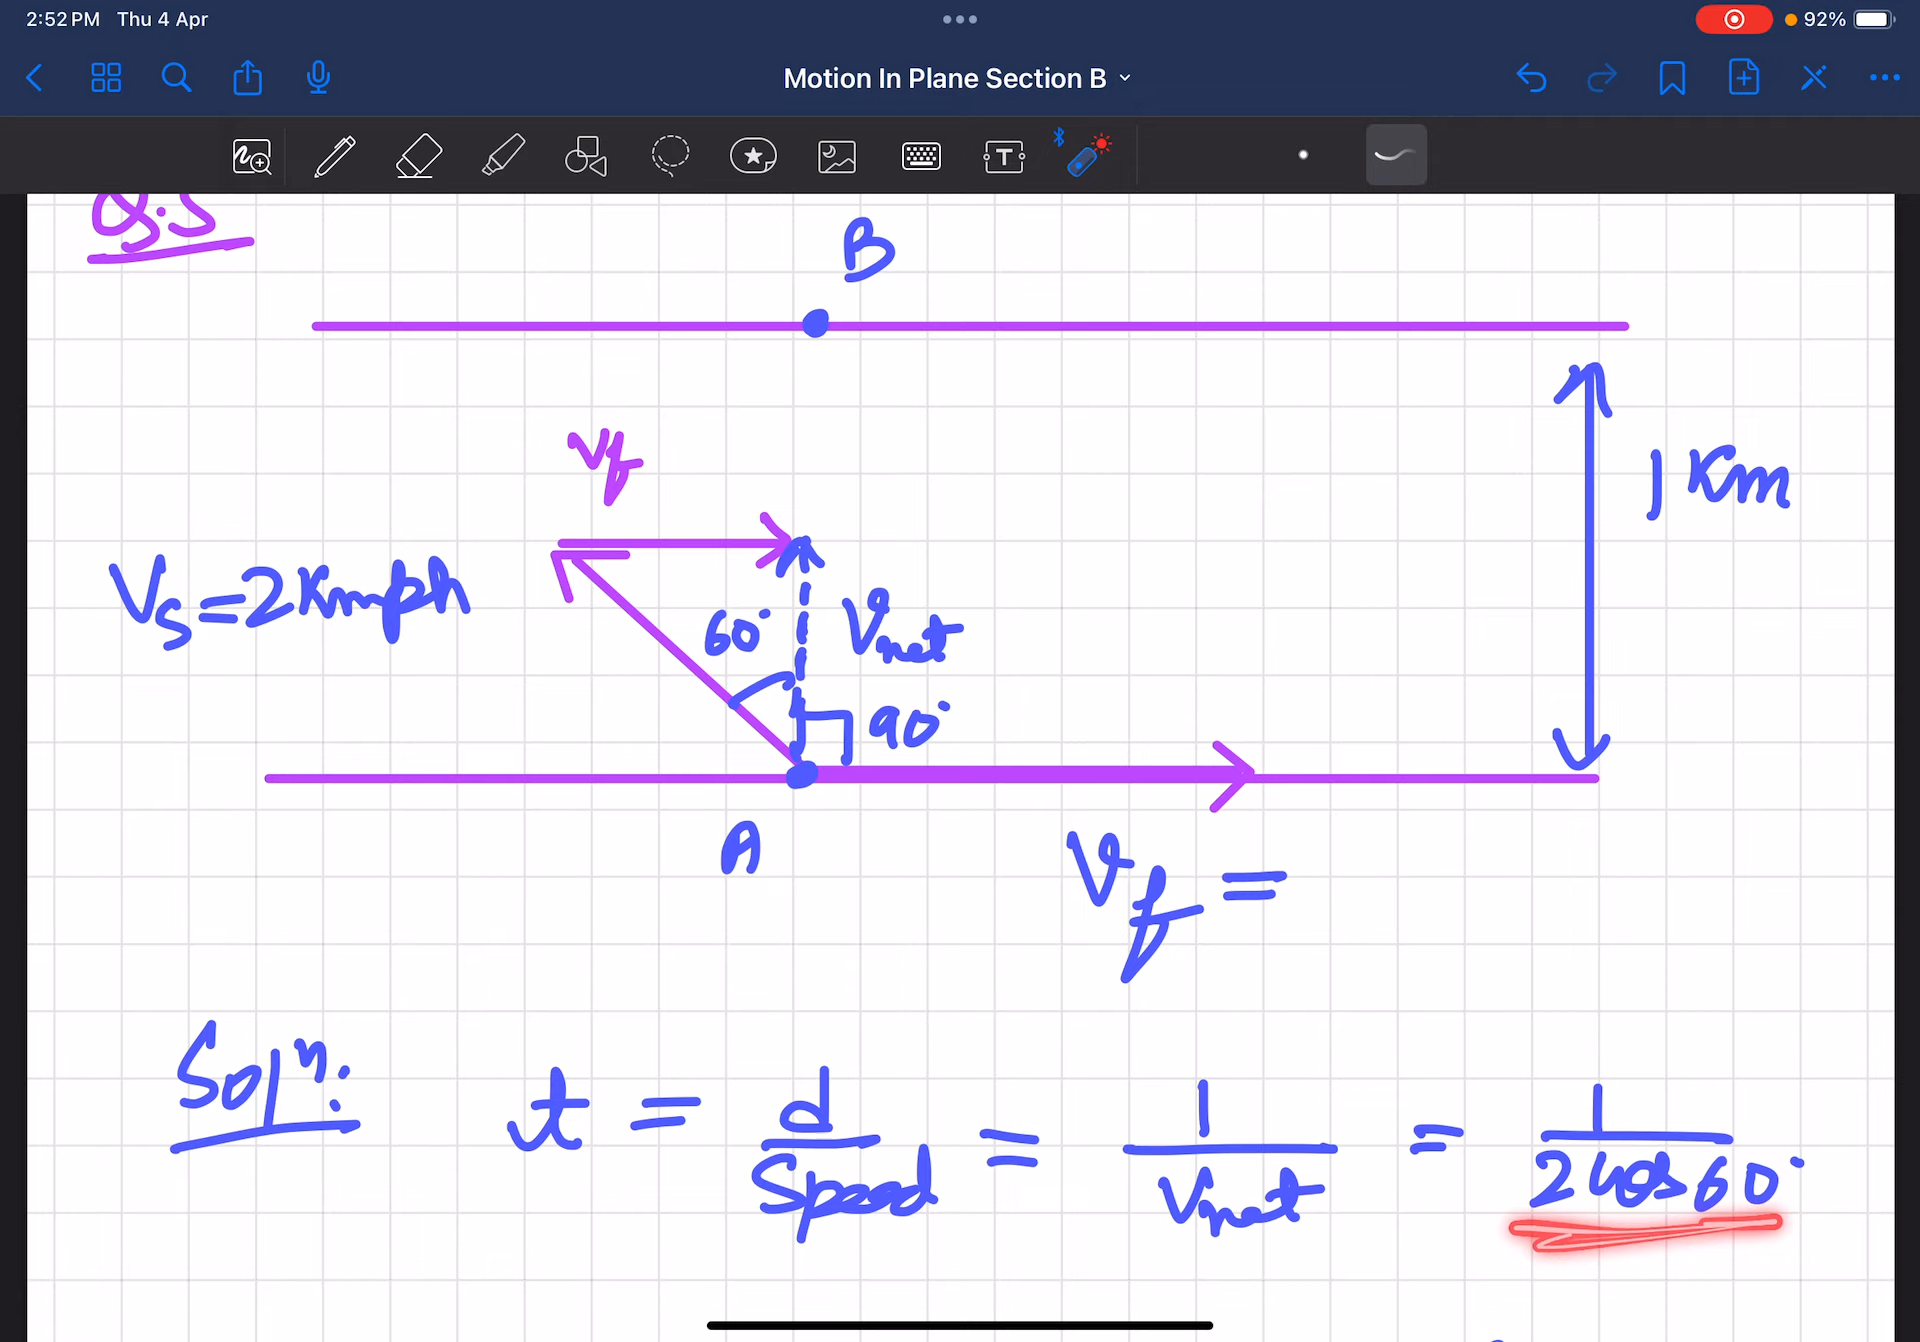 2:52 PM Thu 4 Apr
92%
Motion In Plane Section B
Q:5
B
Vf
1 Km
Vs=2Kmph
60°
Vnet
90°
A
Vf =
Solⁿ:
t = d/Speed = 1/Vnet = 1/2cos60°